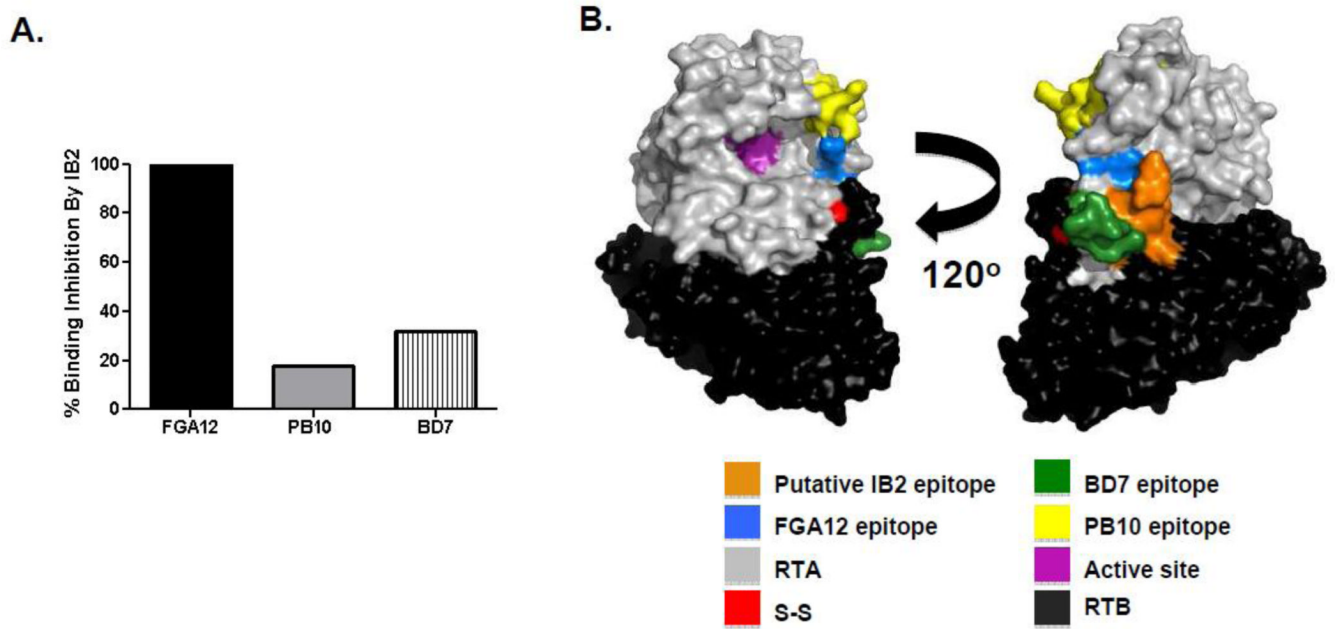 A.
% Binding Inhibition By IB2
100
80
60
40
20
0
FGA12
PB10
BD7
B.
120o
Putative IB2 epitope
FGA12 epitope
RTA
S-S
BD7 epitope
PB10 epitope
Active site
RTB